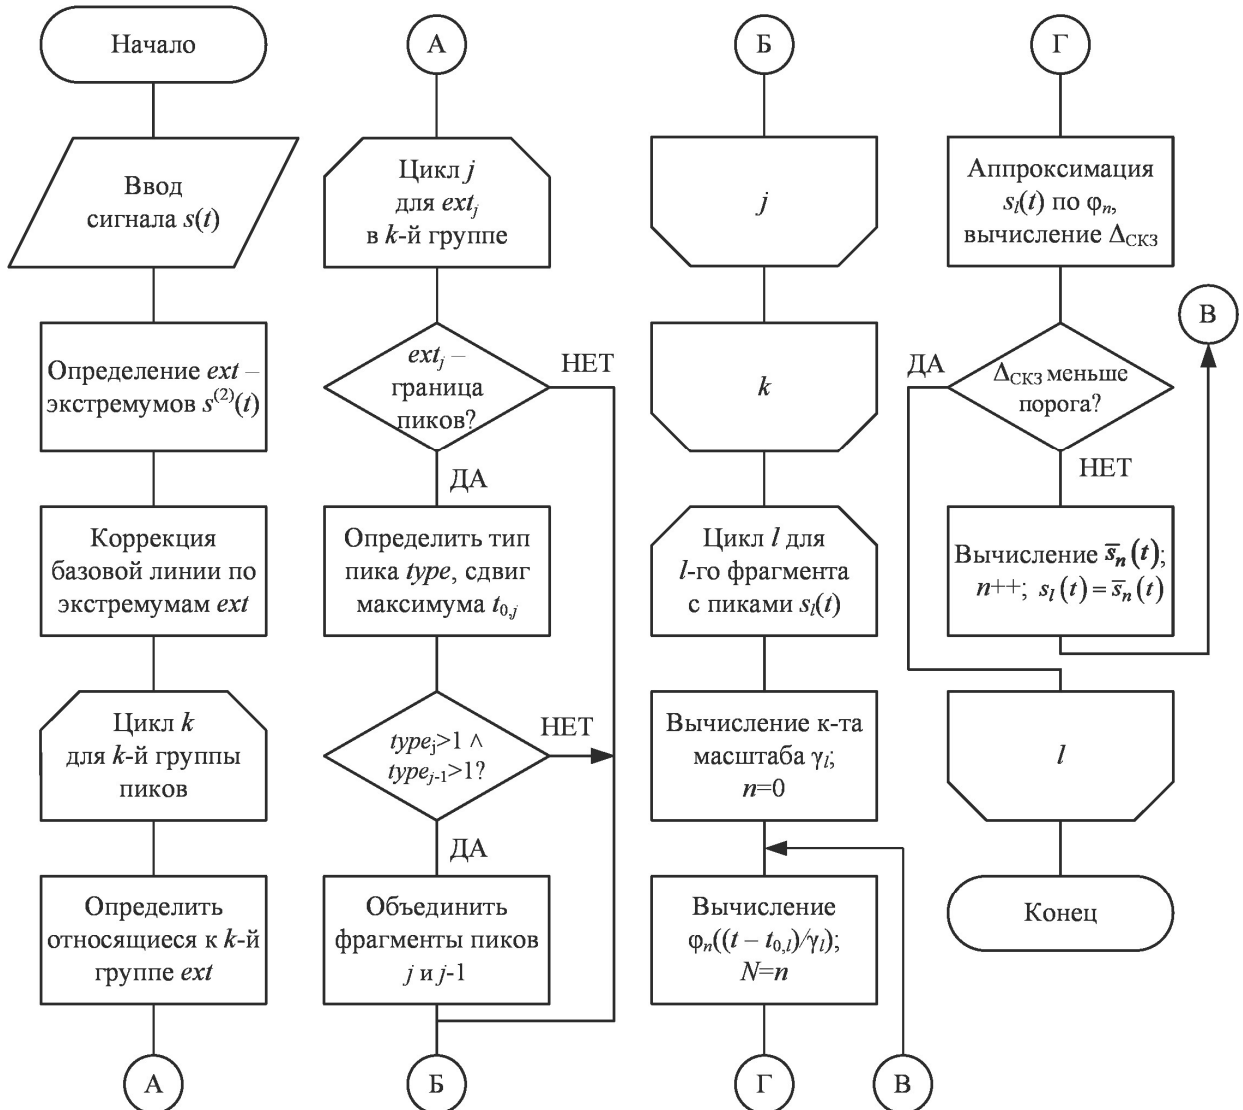 Начало
Ввод
сигнала s(t)
Определение ext –
экстремумов s⁽²⁾(t)
Коррекция
базовой линии по
экстремумам ext
Цикл k
для k-й группы
пиков
Определить
относящиеся к k-й
группе ext
А
А
Цикл j
для extⱼ
в k-й группе
extⱼ –
граница
пиков?
НЕТ
ДА
Определить тип
пика type, сдвиг
максимума t₀,ⱼ
typeⱼ>1 ∧
typeⱼ₋₁>1?
НЕТ
ДА
Объединить
фрагменты пиков
j и j-1
Б
Б
j
k
Цикл l для
l-го фрагмента
с пиками sₗ(t)
Вычисление к-та
масштаба γₗ;
n=0
Вычисление
φₙ((t – t₀,ₗ)/γₗ);
N=n
Г
В
Г
Аппроксимация
sₗ(t) по φₙ,
вычисление Δ_СКЗ
В
ДА
Δ_СКЗ меньше
порога?
НЕТ
Вычисление s̅ₙ(t);
n++; sₗ(t)=s̅ₙ(t)
l
Конец